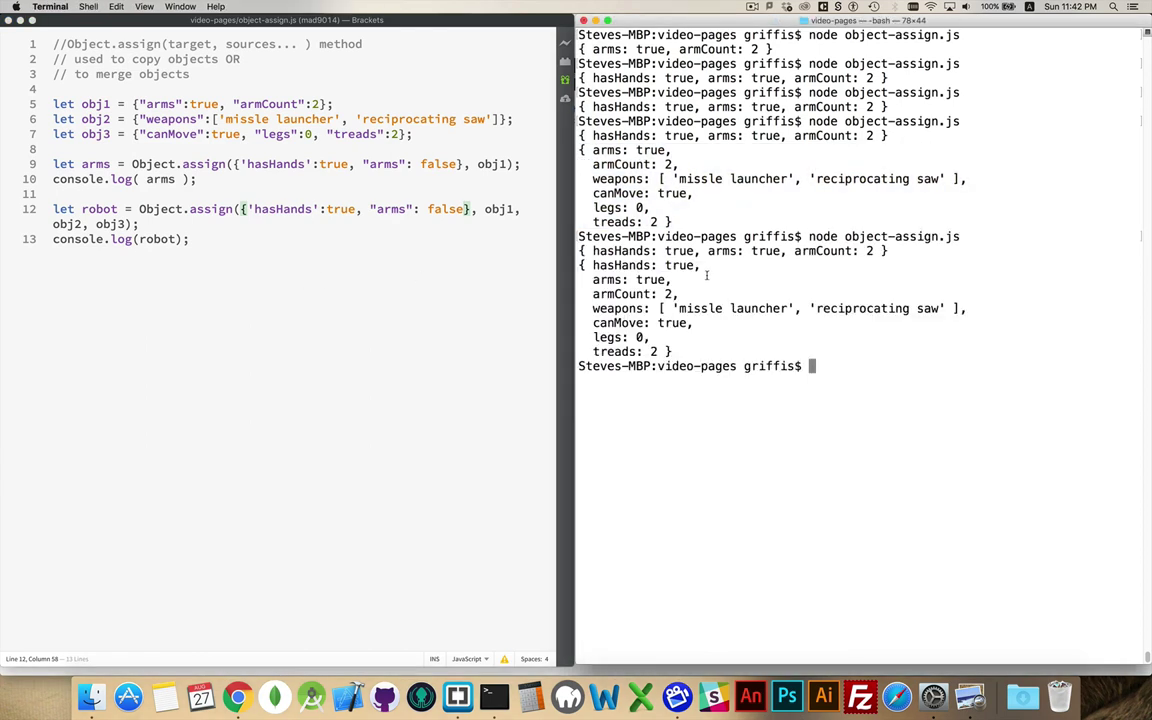 Terminal Shell Edit View Window Help
100% Sun 11:42 PM
video-pages/object-assign.js (mad9014) — Brackets
video-pages — -bash — 78×44
1 //Object.assign(target, sources... ) method
2 // used to copy objects OR
3 // to merge objects
4
5 let obj1 = {"arms":true, "armCount":2};
6 let obj2 = {"weapons":['missle launcher', 'reciprocating saw']};
7 let obj3 = {"canMove":true, "legs":0, "treads":2};
8
9 let arms = Object.assign({'hasHands':true, "arms": false}, obj1);
10 console.log( arms );
11
12 let robot = Object.assign({'hasHands':true, "arms": false}, obj1,
obj2, obj3);
13 console.log(robot);
Line 12, Column 58 — 13 Lines
INS JavaScript Spaces: 4
Steves-MBP:video-pages griffis$ node object-assign.js
{ arms: true, armCount: 2 }
Steves-MBP:video-pages griffis$ node object-assign.js
{ hasHands: true, arms: true, armCount: 2 }
Steves-MBP:video-pages griffis$ node object-assign.js
{ hasHands: true, arms: true, armCount: 2 }
Steves-MBP:video-pages griffis$ node object-assign.js
{ hasHands: true, arms: true, armCount: 2 }
{ arms: true,
armCount: 2,
weapons: [ 'missle launcher', 'reciprocating saw' ],
canMove: true,
legs: 0,
treads: 2 }
Steves-MBP:video-pages griffis$ node object-assign.js
{ hasHands: true, arms: true, armCount: 2 }
{ hasHands: true,
arms: true,
armCount: 2,
weapons: [ 'missle launcher', 'reciprocating saw' ],
canMove: true,
legs: 0,
treads: 2 }
Steves-MBP:video-pages griffis$
AUG
27
An Ps Ai Fz